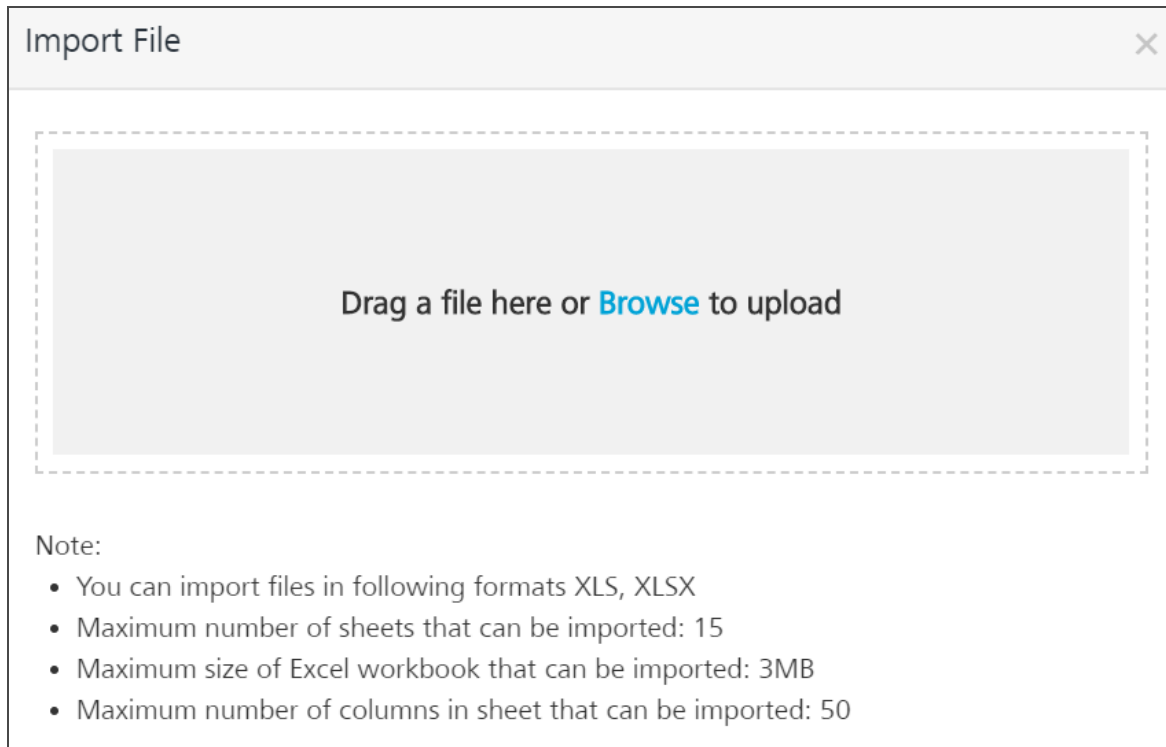 Import File
Drag a file here or Browse to upload
Note:
• You can import files in following formats XLS, XLSX
• Maximum number of sheets that can be imported: 15
• Maximum size of Excel workbook that can be imported: 3MB
• Maximum number of columns in sheet that can be imported: 50